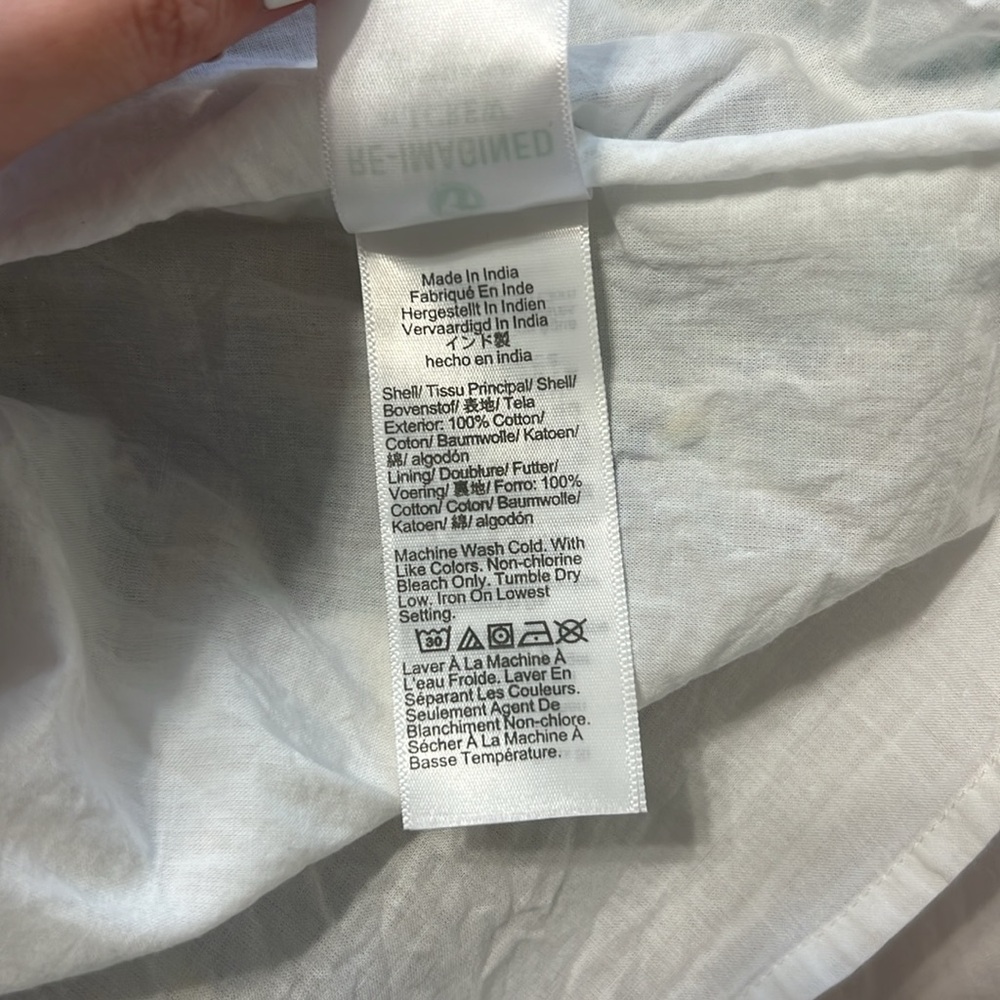 J.CREW
RE-IMAGINED
Made In India
Fabriqué En Inde
Hergestellt In Indien
Vervaardigd In India
インド製
hecho en india
Shell/ Tissu Principal/ Shell/
Bovenstof/ 表地/ Tela
Exterior: 100% Cotton/
Coton/ Baumwolle/ Katoen/
綿/ algodón
Lining/ Doublure/ Futter/
Voering/ 裏地/ Forro: 100%
Cotton/ Coton/ Baumwolle/
Katoen/ 綿/ algodón
Machine Wash Cold. With
Like Colors. Non-chlorine
Bleach Only. Tumble Dry
Low. Iron On Lowest
Setting.
30
Laver À La Machine À
L'eau Froide. Laver En
Séparant Les Couleurs.
Seulement Agent De
Blanchiment Non-chlore.
Sécher À La Machine À
Basse Température.